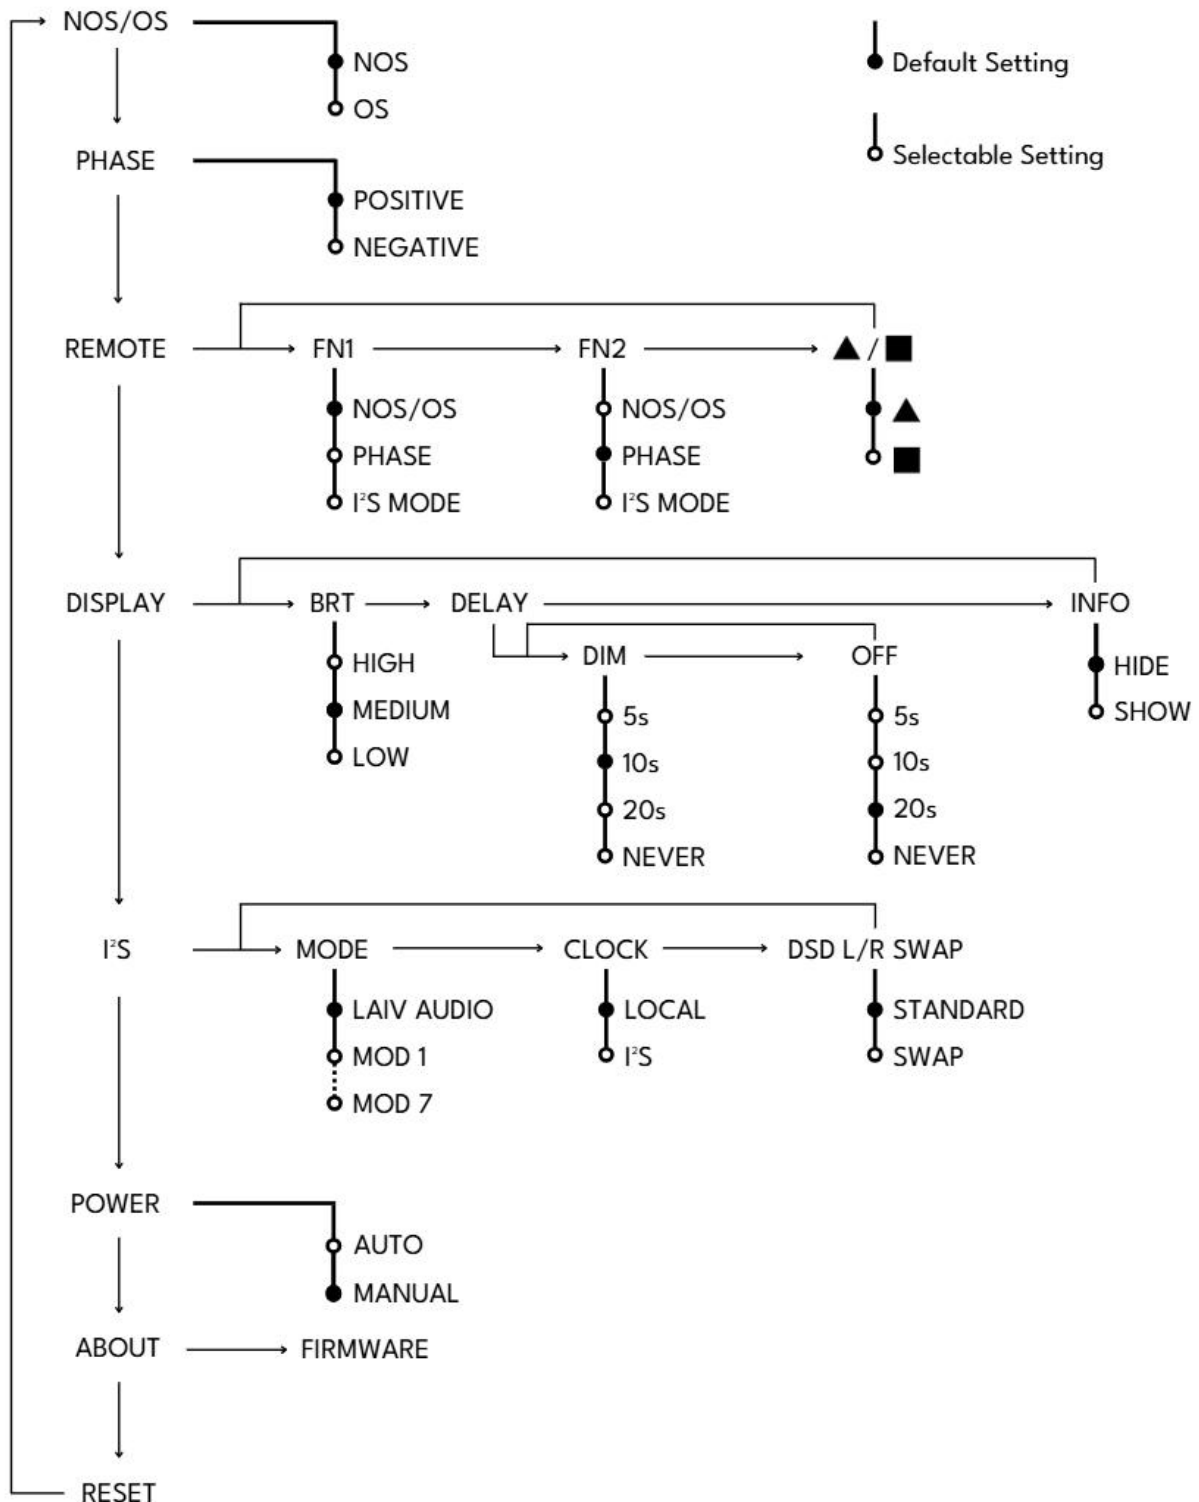 NOS/OS
NOS
OS
Default Setting
Selectable Setting
PHASE
POSITIVE
NEGATIVE
REMOTE FN1 FN2 ▲ / ■
NOS/OS NOS/OS ▲
PHASE PHASE ■
I²S MODE I²S MODE
DISPLAY BRT DELAY INFO
DIM OFF
HIGH HIDE
MEDIUM 5s 5s SHOW
LOW 10s 10s
20s 20s
NEVER NEVER
I²S MODE CLOCK DSD L/R SWAP
LAIV AUDIO LOCAL STANDARD
MOD 1 I²S SWAP
MOD 7
POWER
AUTO
MANUAL
ABOUT FIRMWARE
RESET